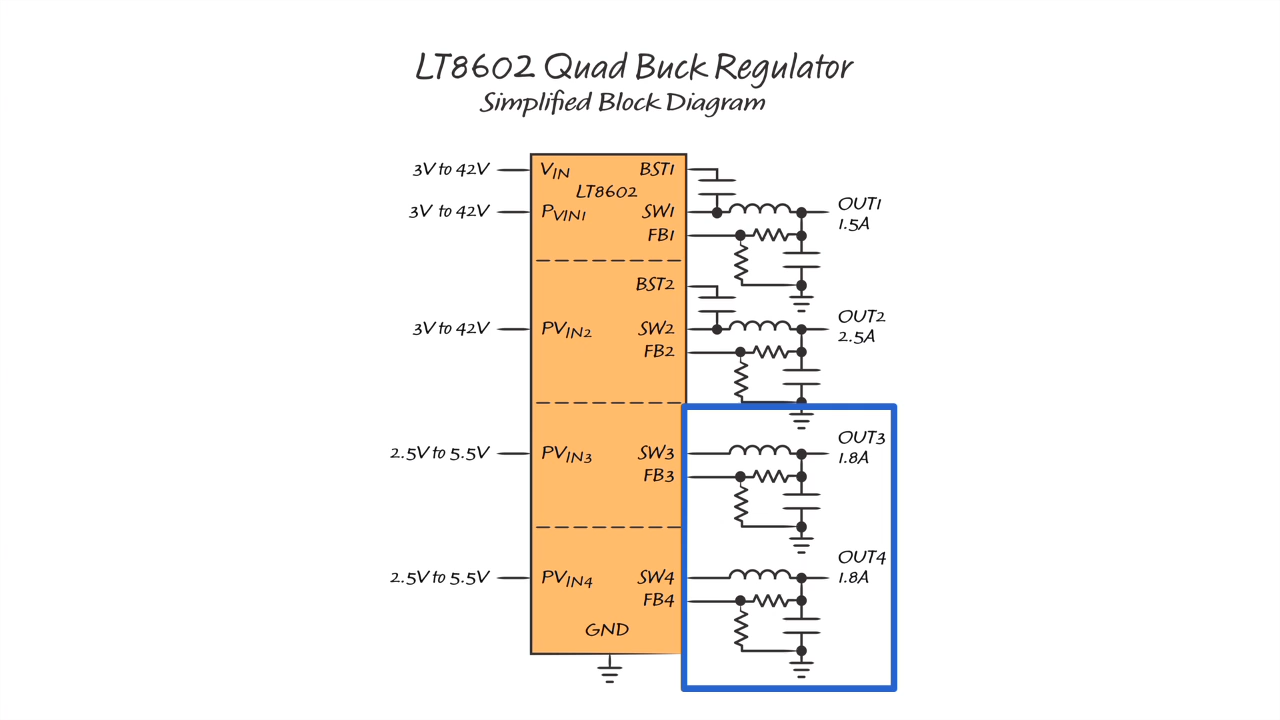 LT8602 Quad Buck Regulator
Simplified Block Diagram
3V to 42V
VIN
BST1
LT8602
3V to 42V
PVIN1
SW1
OUT1
1.5A
FB1
BST2
3V to 42V
PVIN2
SW2
OUT2
2.5A
FB2
2.5V to 5.5V
PVIN3
SW3
OUT3
1.8A
FB3
2.5V to 5.5V
PVIN4
SW4
OUT4
1.8A
FB4
GND